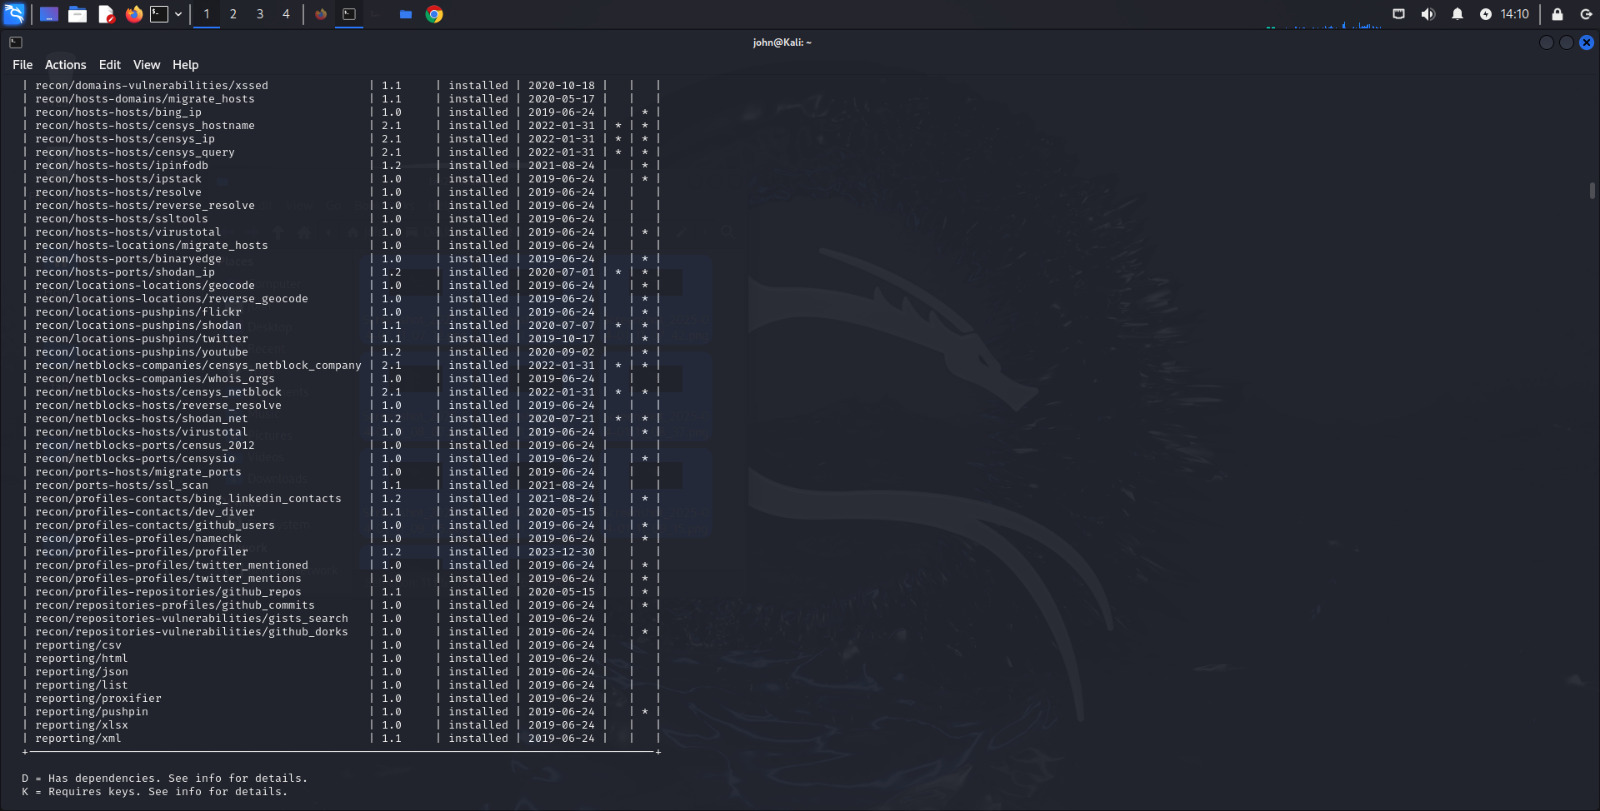 1 2 3 4 14:10
john@Kali: ~
File Actions Edit View Help
| recon/domains-vulnerabilities/xssed | 1.1 | installed | 2020-10-18 | | |
| recon/hosts-domains/migrate_hosts | 1.1 | installed | 2020-05-17 | | |
| recon/hosts-hosts/bing_ip | 1.0 | installed | 2019-06-24 | | * |
| recon/hosts-hosts/censys_hostname | 2.1 | installed | 2022-01-31 | * | * |
| recon/hosts-hosts/censys_ip | 2.1 | installed | 2022-01-31 | * | * |
| recon/hosts-hosts/censys_query | 2.1 | installed | 2022-01-31 | * | * |
| recon/hosts-hosts/ipinfodb | 1.2 | installed | 2021-08-24 | | * |
| recon/hosts-hosts/ipstack | 1.0 | installed | 2019-06-24 | | * |
| recon/hosts-hosts/resolve | 1.0 | installed | 2019-06-24 | | |
| recon/hosts-hosts/reverse_resolve | 1.0 | installed | 2019-06-24 | | |
| recon/hosts-hosts/ssltools | 1.0 | installed | 2019-06-24 | | |
| recon/hosts-hosts/virustotal | 1.0 | installed | 2019-06-24 | | * |
| recon/hosts-locations/migrate_hosts | 1.0 | installed | 2019-06-24 | | |
| recon/hosts-ports/binaryedge | 1.0 | installed | 2019-06-24 | | * |
| recon/hosts-ports/shodan_ip | 1.2 | installed | 2020-07-01 | * | * |
| recon/locations-locations/geocode | 1.0 | installed | 2019-06-24 | | * |
| recon/locations-locations/reverse_geocode | 1.0 | installed | 2019-06-24 | | * |
| recon/locations-pushpins/flickr | 1.0 | installed | 2019-06-24 | | * |
| recon/locations-pushpins/shodan | 1.1 | installed | 2020-07-07 | * | * |
| recon/locations-pushpins/twitter | 1.1 | installed | 2019-10-17 | | * |
| recon/locations-pushpins/youtube | 1.2 | installed | 2020-09-02 | | * |
| recon/netblocks-companies/censys_netblock_company | 2.1 | installed | 2022-01-31 | * | * |
| recon/netblocks-companies/whois_orgs | 1.0 | installed | 2019-06-24 | | |
| recon/netblocks-hosts/censys_netblock | 2.1 | installed | 2022-01-31 | * | * |
| recon/netblocks-hosts/reverse_resolve | 1.0 | installed | 2019-06-24 | | |
| recon/netblocks-hosts/shodan_net | 1.2 | installed | 2020-07-21 | * | * |
| recon/netblocks-hosts/virustotal | 1.0 | installed | 2019-06-24 | | * |
| recon/netblocks-ports/census_2012 | 1.0 | installed | 2019-06-24 | | |
| recon/netblocks-ports/censysio | 1.0 | installed | 2019-06-24 | | * |
| recon/ports-hosts/migrate_ports | 1.0 | installed | 2019-06-24 | | |
| recon/ports-hosts/ssl_scan | 1.1 | installed | 2021-08-24 | | |
| recon/profiles-contacts/bing_linkedin_contacts | 1.2 | installed | 2021-08-24 | | * |
| recon/profiles-contacts/dev_diver | 1.1 | installed | 2020-05-15 | | |
| recon/profiles-contacts/github_users | 1.0 | installed | 2019-06-24 | | * |
| recon/profiles-profiles/namechk | 1.0 | installed | 2019-06-24 | | * |
| recon/profiles-profiles/profiler | 1.2 | installed | 2023-12-30 | | |
| recon/profiles-profiles/twitter_mentioned | 1.0 | installed | 2019-06-24 | | * |
| recon/profiles-profiles/twitter_mentions | 1.0 | installed | 2019-06-24 | | * |
| recon/profiles-repositories/github_repos | 1.1 | installed | 2020-05-15 | | * |
| recon/repositories-profiles/github_commits | 1.0 | installed | 2019-06-24 | | * |
| recon/repositories-vulnerabilities/gists_search | 1.0 | installed | 2019-06-24 | | |
| recon/repositories-vulnerabilities/github_dorks | 1.0 | installed | 2019-06-24 | | * |
| reporting/csv | 1.0 | installed | 2019-06-24 | | |
| reporting/html | 1.0 | installed | 2019-06-24 | | |
| reporting/json | 1.0 | installed | 2019-06-24 | | |
| reporting/list | 1.0 | installed | 2019-06-24 | | |
| reporting/proxifier | 1.0 | installed | 2019-06-24 | | |
| reporting/pushpin | 1.0 | installed | 2019-06-24 | | * |
| reporting/xlsx | 1.0 | installed | 2019-06-24 | | |
| reporting/xml | 1.1 | installed | 2019-06-24 | | |
D = Has dependencies. See info for details.
K = Requires keys. See info for details.